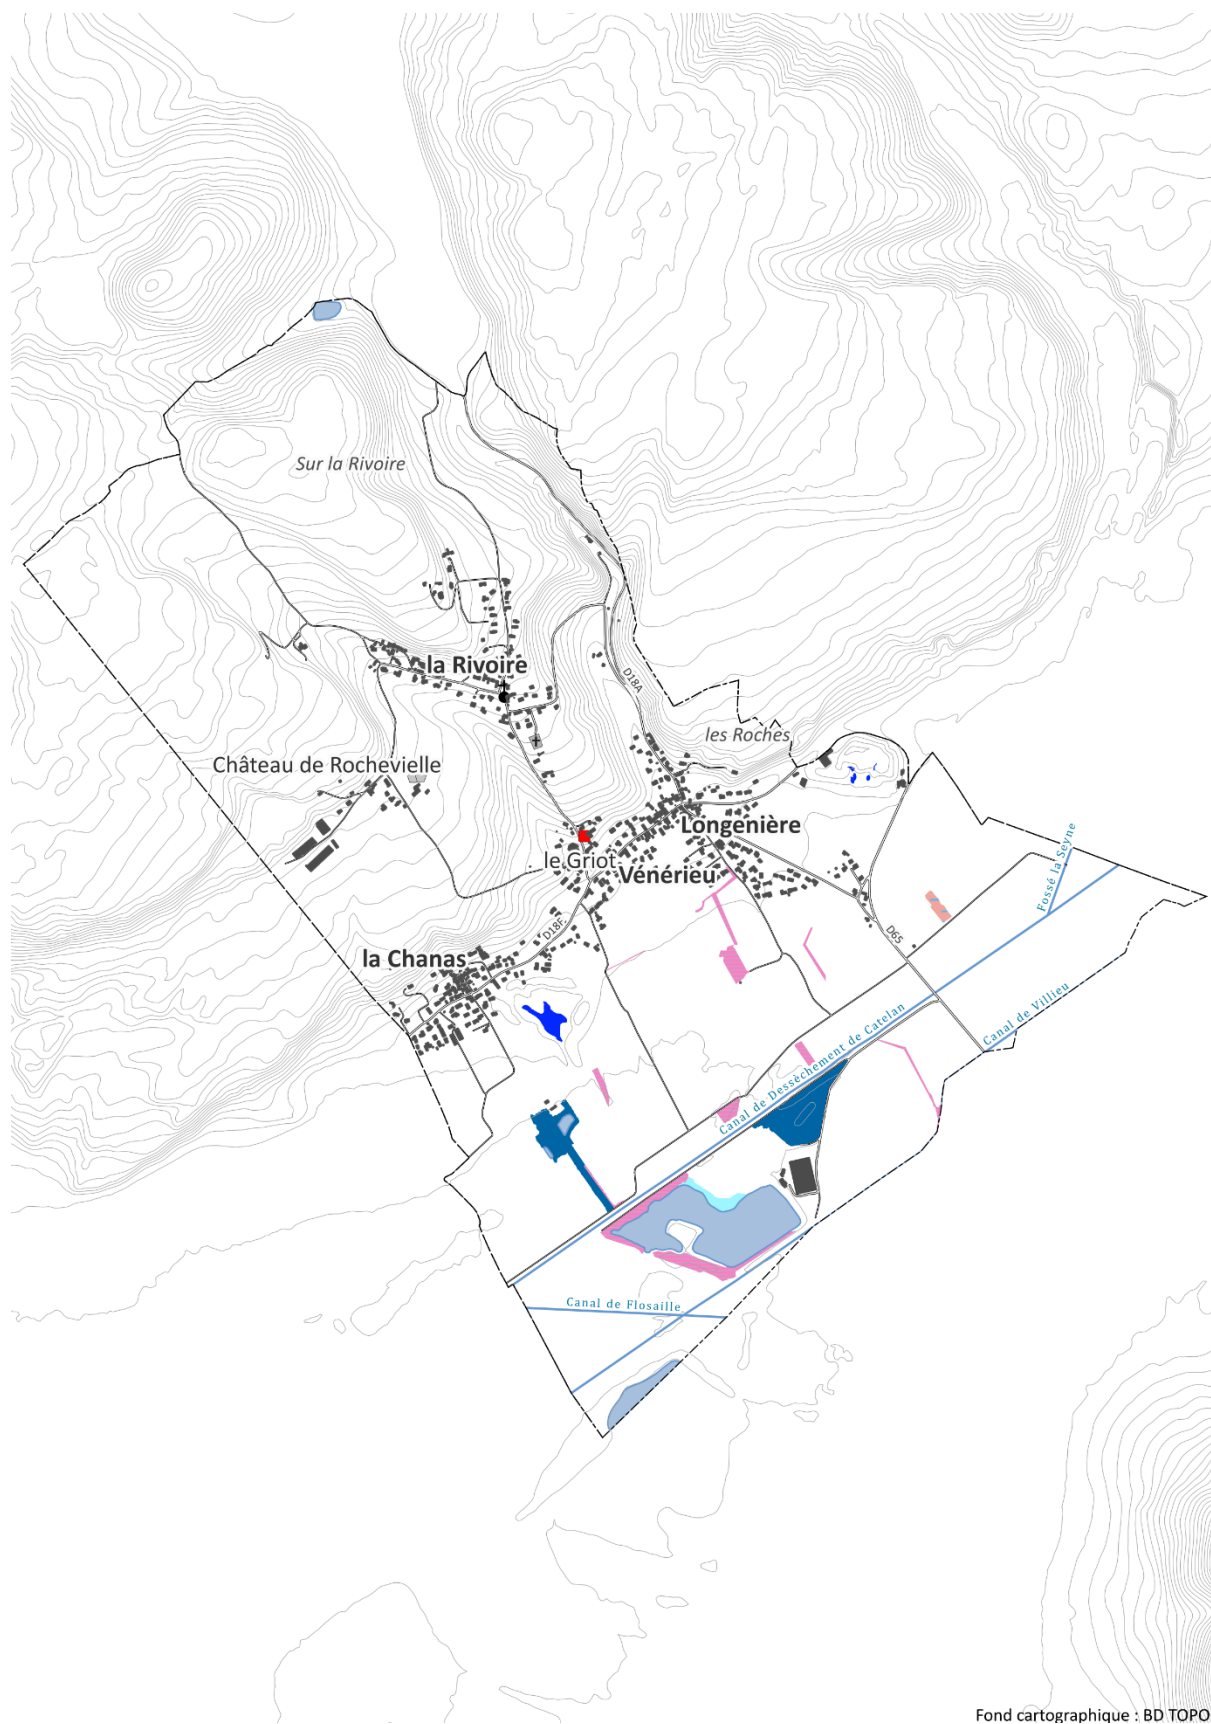 Sur la Rivoire
la Rivoire
D18A
les Roches
Château de Rochevielle
Longenière
le Griot
Vénérieu
Fossé la Seyne
D18F
D65
la Chanas
Canal de Villieu
Canal de Dessèchement de Catelan
Canal de Flosaille
Fond cartographique : BD TOPO